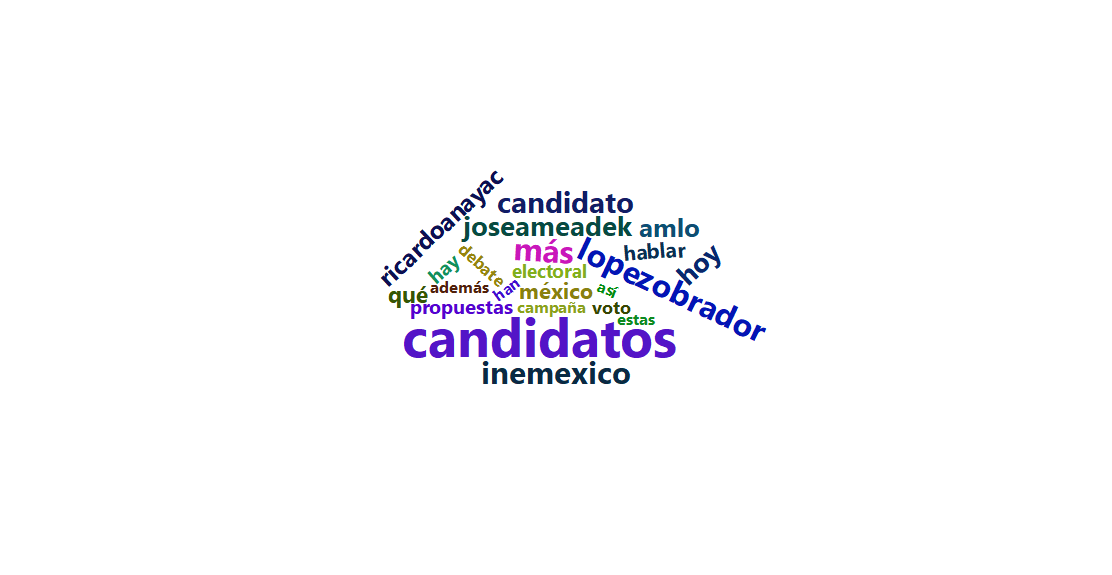 ricardoanayac
candidato
joseameadek
amlo
más
lopezobrador
hablar
hoy
debate
hay
electoral
qué
además
han
méxico
así
propuestas
campaña
voto
estas
candidatos
inemexico